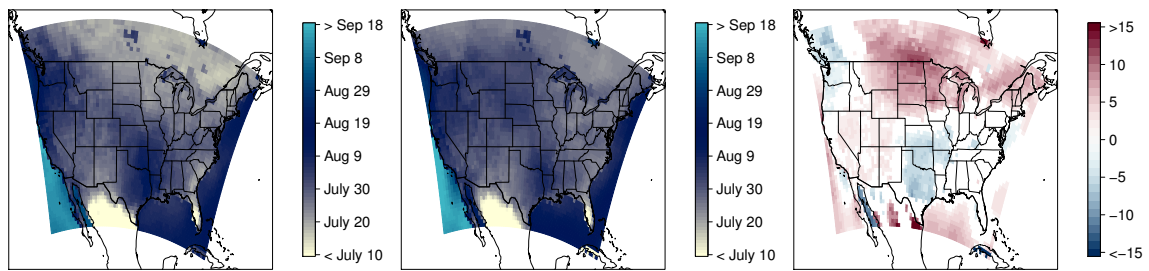 > Sep 18
Sep 8
Aug 29
Aug 19
Aug 9
July 30
July 20
< July 10
> Sep 18
Sep 8
Aug 29
Aug 19
Aug 9
July 30
July 20
< July 10
>15
10
5
0
−5
−10
<−15